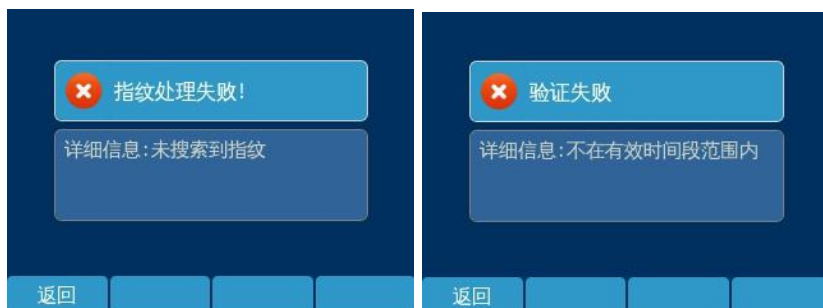 指纹处理失败!
详细信息:未搜索到指纹
返回
验证失败
详细信息:不在有效时间段范围内
返回